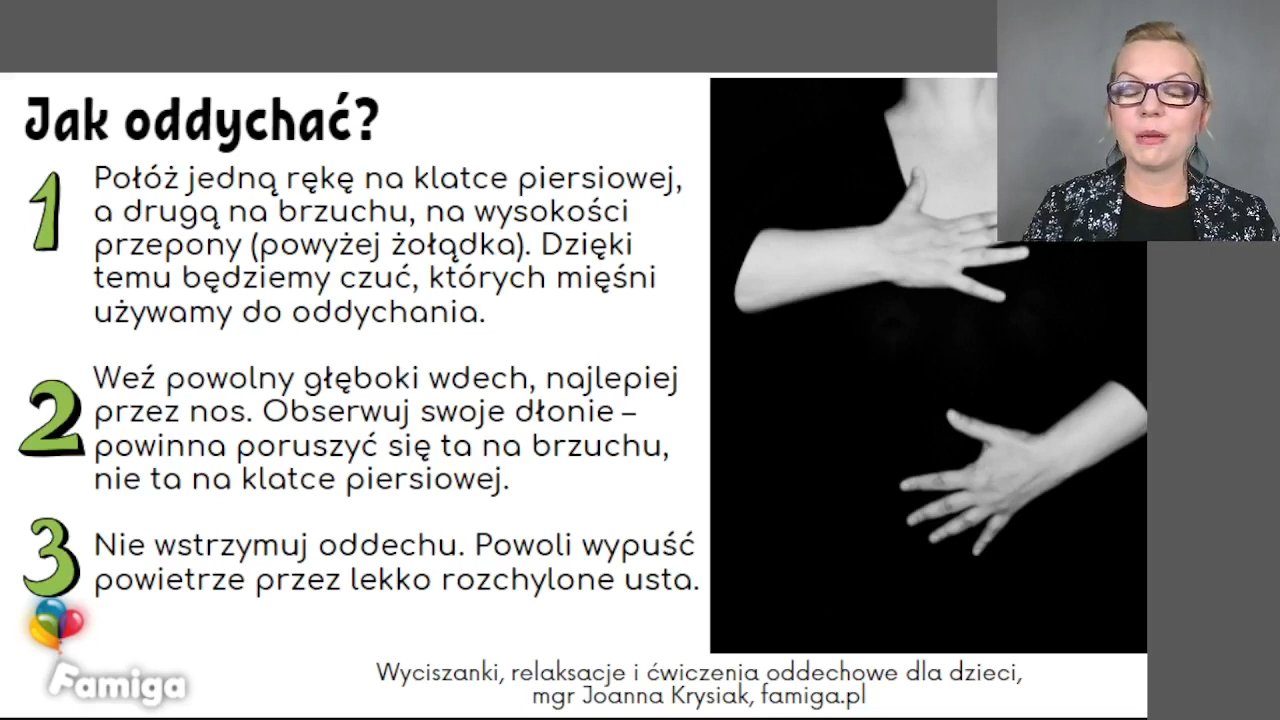 Jak oddychać?
1
Połóż jedną rękę na klatce piersiowej,
a drugą na brzuchu, na wysokości
przepony (powyżej żołądka). Dzięki
temu będziemy czuć, których mięśni
używamy do oddychania.
2
Weź powolny głęboki wdech, najlepiej
przez nos. Obserwuj swoje dłonie –
powinna poruszyć się ta na brzuchu,
nie ta na klatce piersiowej.
3
Nie wstrzymuj oddechu. Powoli wypuść
powietrze przez lekko rozchylone usta.
Famiga
Wyciszanki, relaksacje i ćwiczenia oddechowe dla dzieci,
mgr Joanna Krysiak, famiga.pl